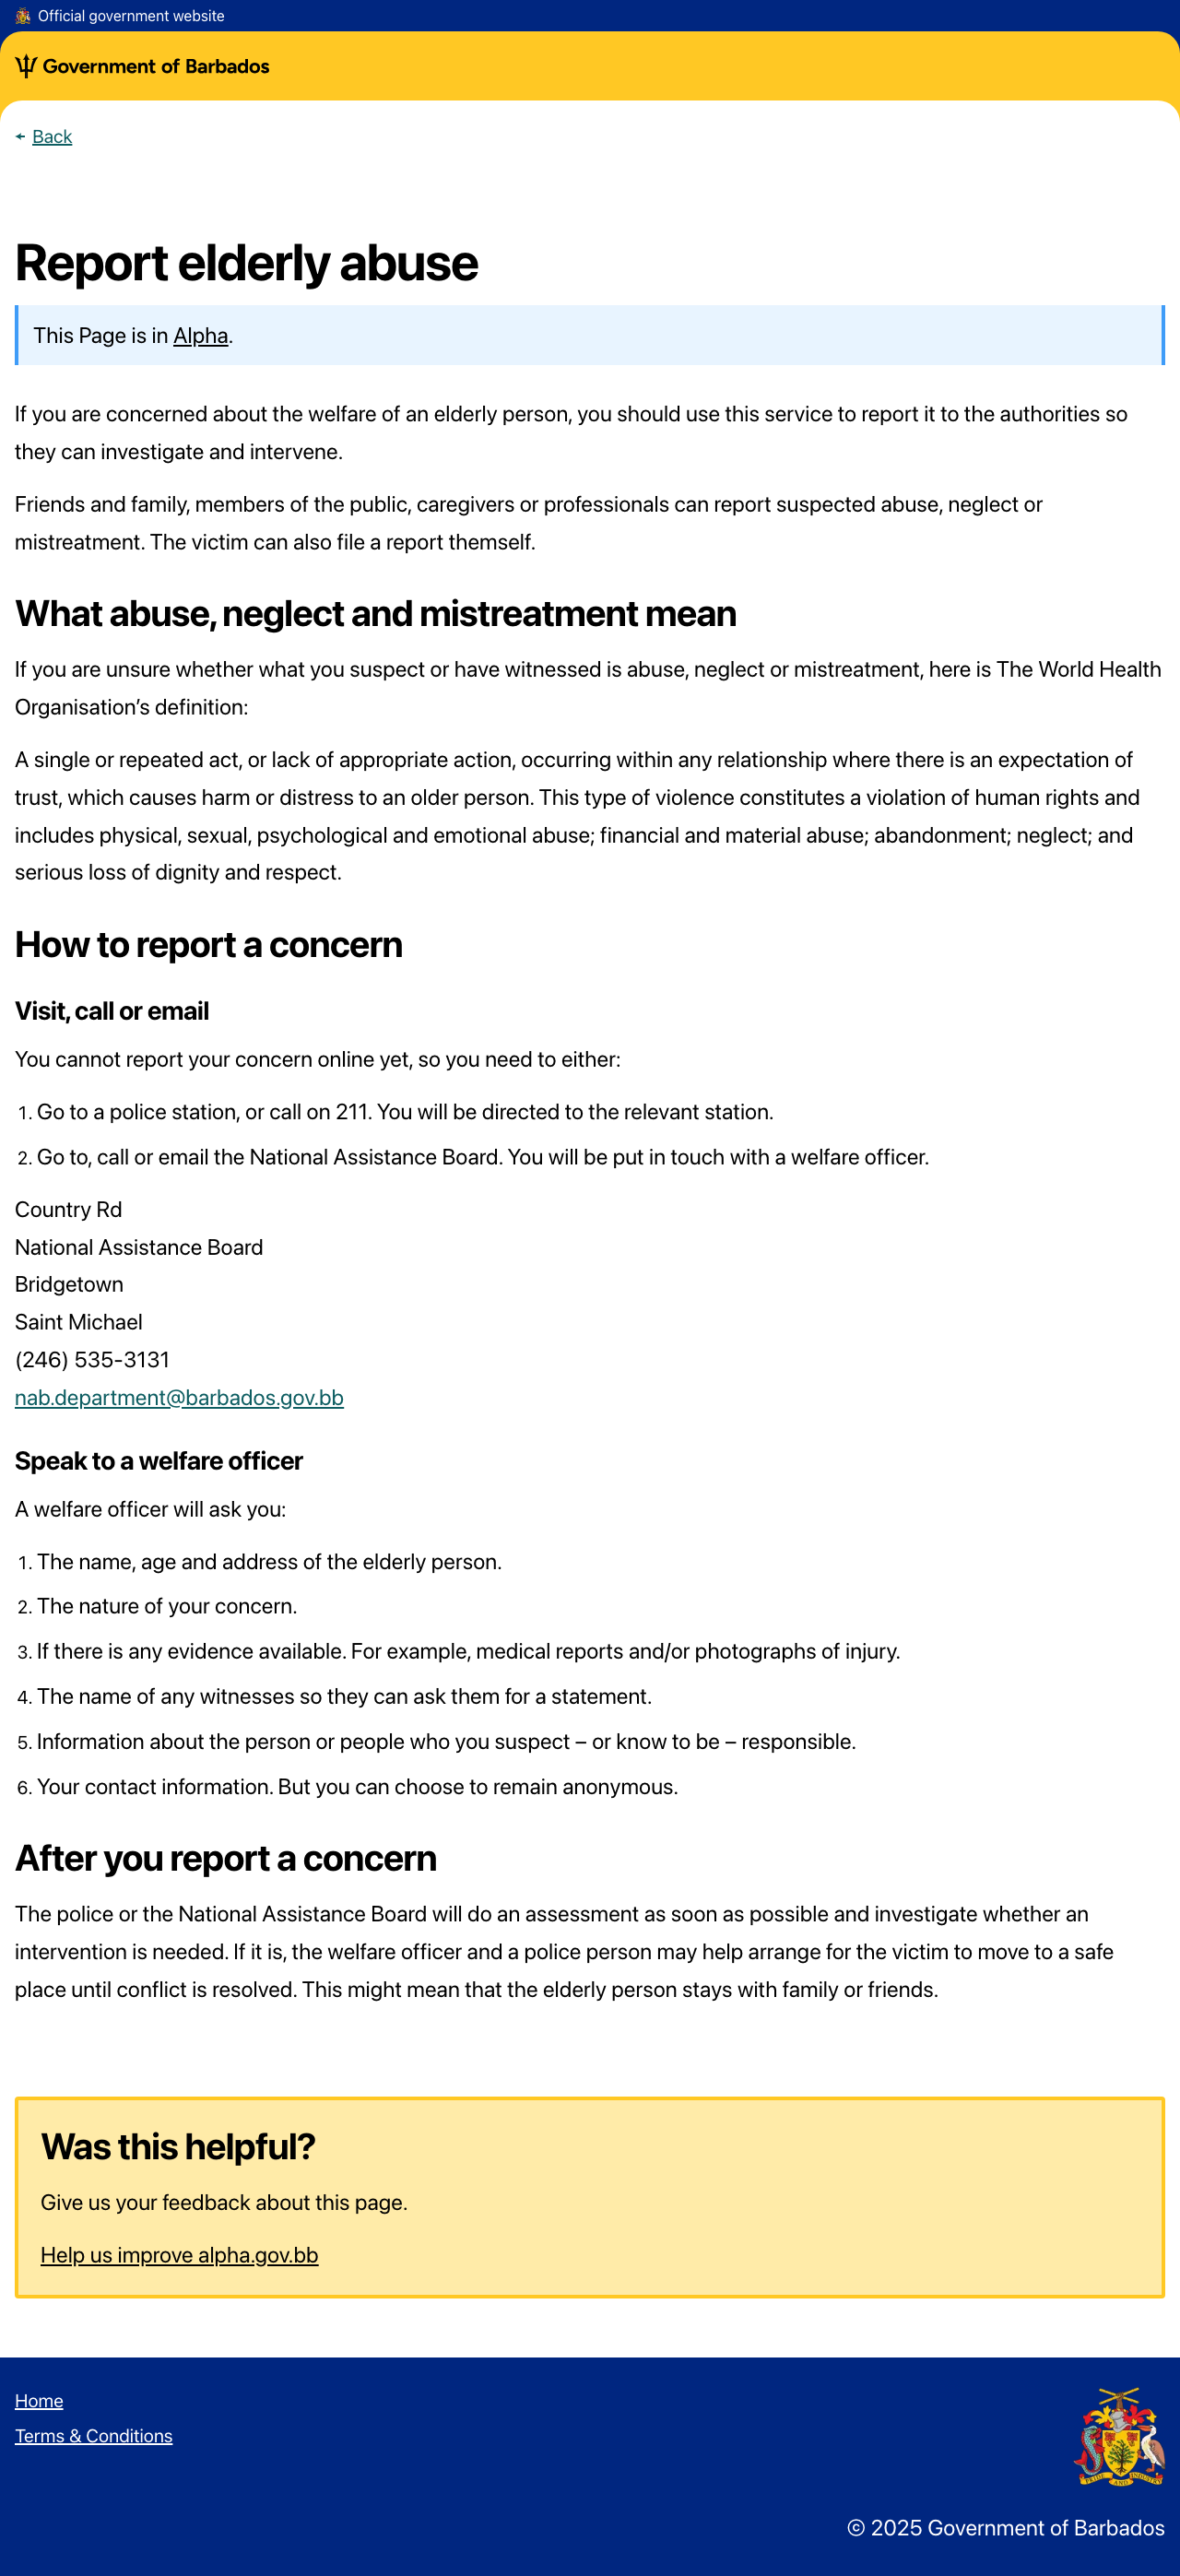 Official government website
Government of Barbados
Back
Report elderly abuse
This Page is in Alpha.
If you are concerned about the welfare of an elderly person, you should use this service to report it to the authorities so
they can investigate and intervene.
Friends and family, members of the public, caregivers or professionals can report suspected abuse, neglect or
mistreatment. The victim can also file a report themself.
What abuse, neglect and mistreatment mean
If you are unsure whether what you suspect or have witnessed is abuse, neglect or mistreatment, here is The World Health
Organisation’s definition:
A single or repeated act, or lack of appropriate action, occurring within any relationship where there is an expectation of
trust, which causes harm or distress to an older person. This type of violence constitutes a violation of human rights and
includes physical, sexual, psychological and emotional abuse; financial and material abuse; abandonment; neglect; and
serious loss of dignity and respect.
How to report a concern
Visit, call or email
You cannot report your concern online yet, so you need to either:
1. Go to a police station, or call on 211. You will be directed to the relevant station.
2. Go to, call or email the National Assistance Board. You will be put in touch with a welfare officer.
Country Rd
National Assistance Board
Bridgetown
Saint Michael
(246) 535-3131
nab.department@barbados.gov.bb
Speak to a welfare officer
A welfare officer will ask you:
1. The name, age and address of the elderly person.
2. The nature of your concern.
3. If there is any evidence available. For example, medical reports and/or photographs of injury.
4. The name of any witnesses so they can ask them for a statement.
5. Information about the person or people who you suspect – or know to be – responsible.
6. Your contact information. But you can choose to remain anonymous.
After you report a concern
The police or the National Assistance Board will do an assessment as soon as possible and investigate whether an
intervention is needed. If it is, the welfare officer and a police person may help arrange for the victim to move to a safe
place until conflict is resolved. This might mean that the elderly person stays with family or friends.
Was this helpful?
Give us your feedback about this page.
Help us improve alpha.gov.bb
Home
Terms & Conditions
PRIDE AND INDUSTRY
© 2025 Government of Barbados